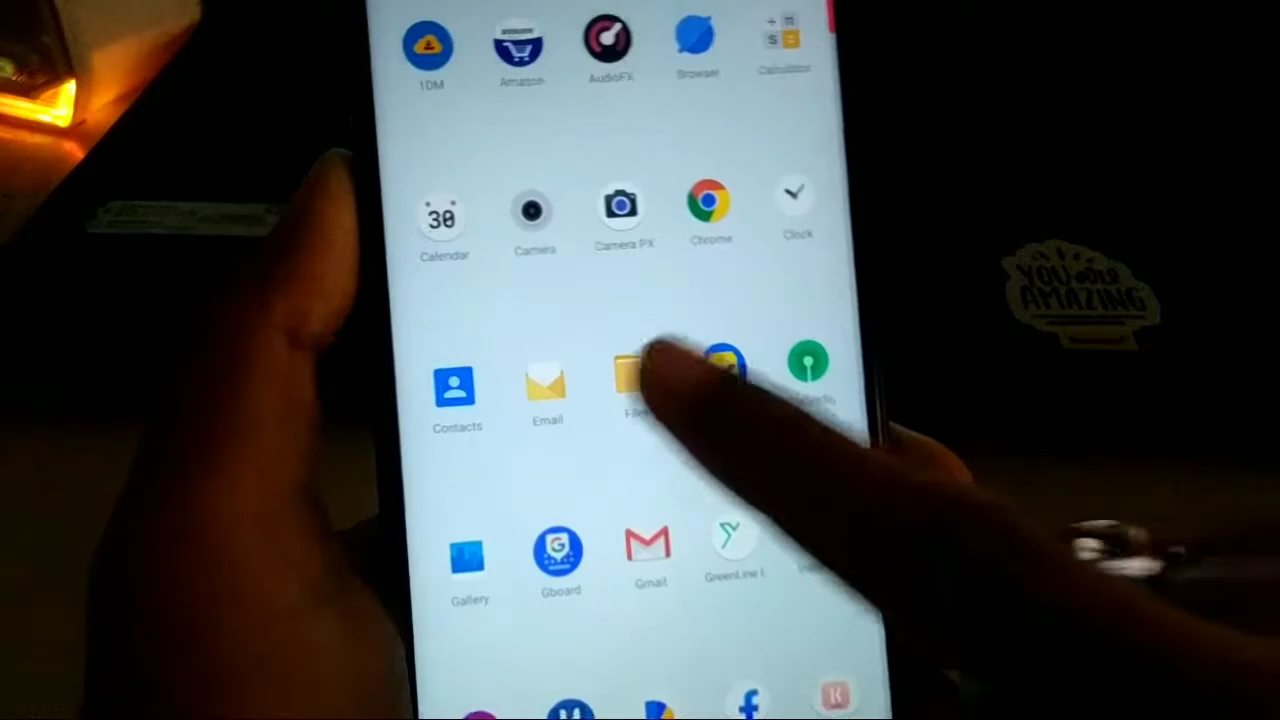 1DM
Amazon
AudioFX
Browser
Calculator
30
Calendar
Camera
Camera PX
Chrome
Clock
Contacts
Email
Files
Gallery
G
Gboard
Gmail
GreenLine I
YOU are
AMAZING